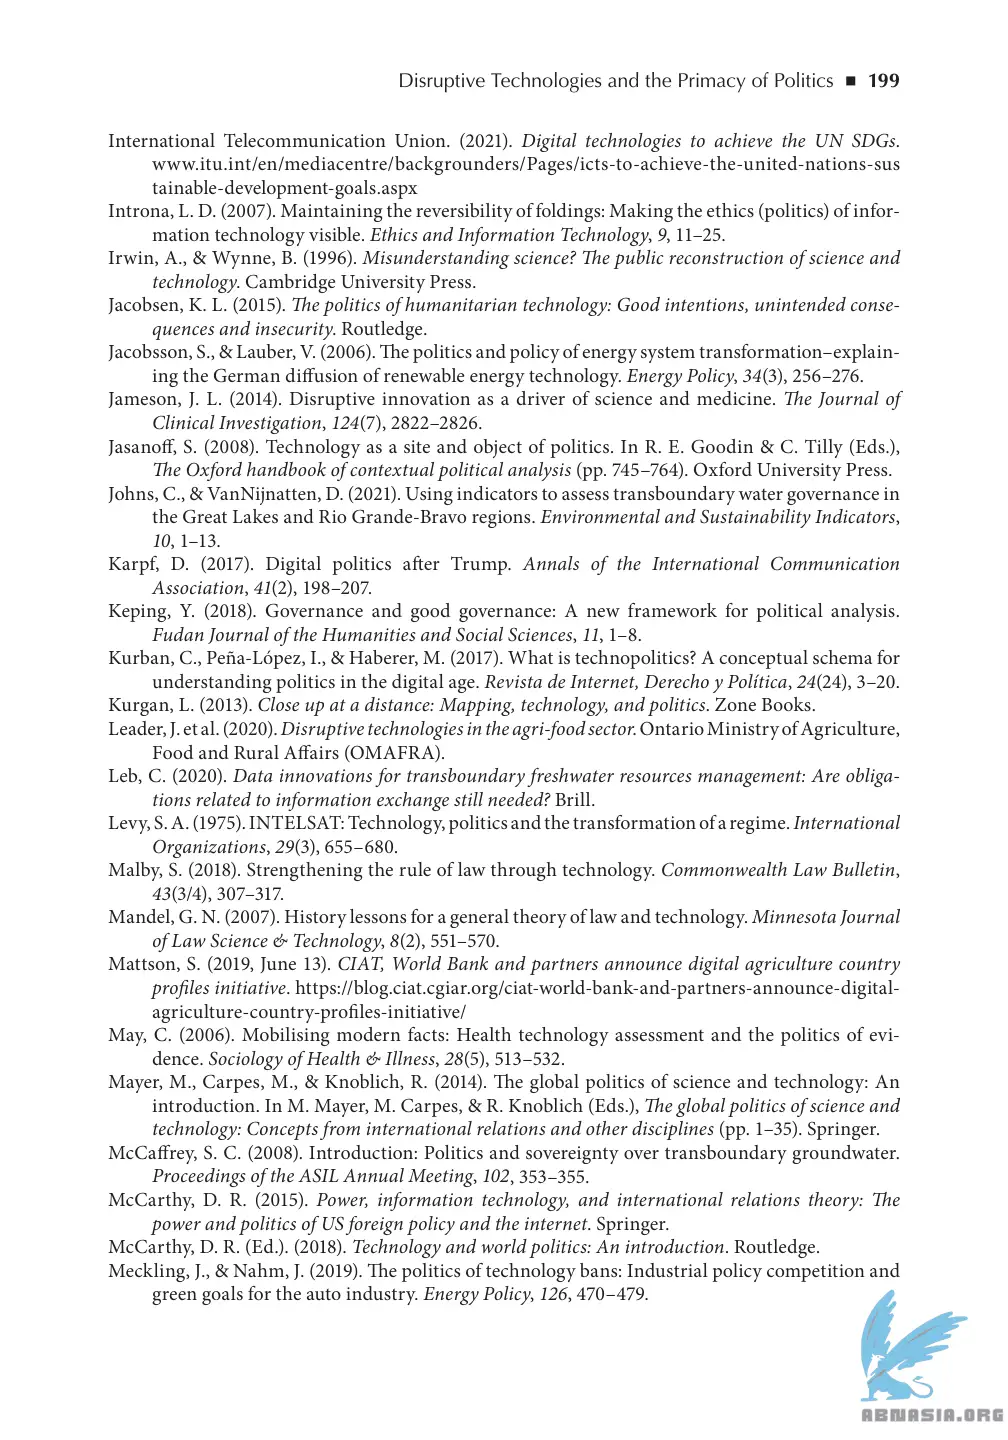 Disruptive Technologies and the Primacy of Politics ■ 199
International Telecommunication Union. (2021). Digital technologies to achieve the UN SDGs.
www.itu.int/en/mediacentre/backgrounders/Pages/icts-to-achieve-the-united-nations-sus
tainable-development-goals.aspx
Introna, L. D. (2007). Maintaining the reversibility of foldings: Making the ethics (politics) of infor-
mation technology visible. Ethics and Information Technology, 9, 11–25.
Irwin, A., & Wynne, B. (1996). Misunderstanding science? The public reconstruction of science and
technology. Cambridge University Press.
Jacobsen, K. L. (2015). The politics of humanitarian technology: Good intentions, unintended conse-
quences and insecurity. Routledge.
Jacobsson, S., & Lauber, V. (2006). The politics and policy of energy system transformation–explain-
ing the German diffusion of renewable energy technology. Energy Policy, 34(3), 256–276.
Jameson, J. L. (2014). Disruptive innovation as a driver of science and medicine. The Journal of
Clinical Investigation, 124(7), 2822–2826.
Jasanoff, S. (2008). Technology as a site and object of politics. In R. E. Goodin & C. Tilly (Eds.),
The Oxford handbook of contextual political analysis (pp. 745–764). Oxford University Press.
Johns, C., & VanNijnatten, D. (2021). Using indicators to assess transboundary water governance in
the Great Lakes and Rio Grande-Bravo regions. Environmental and Sustainability Indicators,
10, 1–13.
Karpf, D. (2017). Digital politics after Trump. Annals of the International Communication
Association, 41(2), 198–207.
Keping, Y. (2018). Governance and good governance: A new framework for political analysis.
Fudan Journal of the Humanities and Social Sciences, 11, 1–8.
Kurban, C., Peña-López, I., & Haberer, M. (2017). What is technopolitics? A conceptual schema for
understanding politics in the digital age. Revista de Internet, Derecho y Política, 24(24), 3–20.
Kurgan, L. (2013). Close up at a distance: Mapping, technology, and politics. Zone Books.
Leader, J. et al. (2020). Disruptive technologies in the agri-food sector. Ontario Ministry of Agriculture,
Food and Rural Affairs (OMAFRA).
Leb, C. (2020). Data innovations for transboundary freshwater resources management: Are obliga-
tions related to information exchange still needed? Brill.
Levy, S. A. (1975). INTELSAT: Technology, politics and the transformation of a regime. International
Organizations, 29(3), 655–680.
Malby, S. (2018). Strengthening the rule of law through technology. Commonwealth Law Bulletin,
43(3/4), 307–317.
Mandel, G. N. (2007). History lessons for a general theory of law and technology. Minnesota Journal
of Law Science & Technology, 8(2), 551–570.
Mattson, S. (2019, June 13). CIAT, World Bank and partners announce digital agriculture country
profiles initiative. https://blog.ciat.cgiar.org/ciat-world-bank-and-partners-announce-digital-
agriculture-country-profiles-initiative/
May, C. (2006). Mobilising modern facts: Health technology assessment and the politics of evi-
dence. Sociology of Health & Illness, 28(5), 513–532.
Mayer, M., Carpes, M., & Knoblich, R. (2014). The global politics of science and technology: An
introduction. In M. Mayer, M. Carpes, & R. Knoblich (Eds.), The global politics of science and
technology: Concepts from international relations and other disciplines (pp. 1–35). Springer.
McCaffrey, S. C. (2008). Introduction: Politics and sovereignty over transboundary groundwater.
Proceedings of the ASIL Annual Meeting, 102, 353–355.
McCarthy, D. R. (2015). Power, information technology, and international relations theory: The
power and politics of US foreign policy and the internet. Springer.
McCarthy, D. R. (Ed.). (2018). Technology and world politics: An introduction. Routledge.
Meckling, J., & Nahm, J. (2019). The politics of technology bans: Industrial policy competition and
green goals for the auto industry. Energy Policy, 126, 470–479.
ABNASIA.ORG